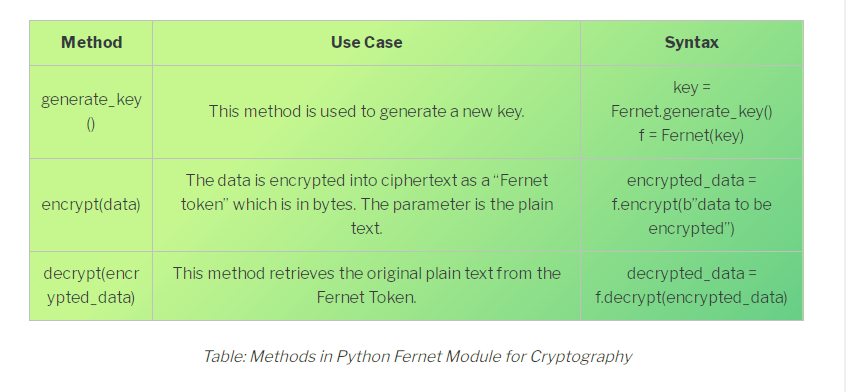 Method
Use Case
Syntax
generate_key
()
This method is used to generate a new key.
key =
Fernet.generate_key()
f = Fernet(key)
encrypt(data)
The data is encrypted into ciphertext as a “Fernet
token” which is in bytes. The parameter is the plain
text.
encrypted_data =
f.encrypt(b”data to be
encrypted”)
decrypt(encr
ypted_data)
This method retrieves the original plain text from the
Fernet Token.
decrypted_data =
f.decrypt(encrypted_data)
Table: Methods in Python Fernet Module for Cryptography